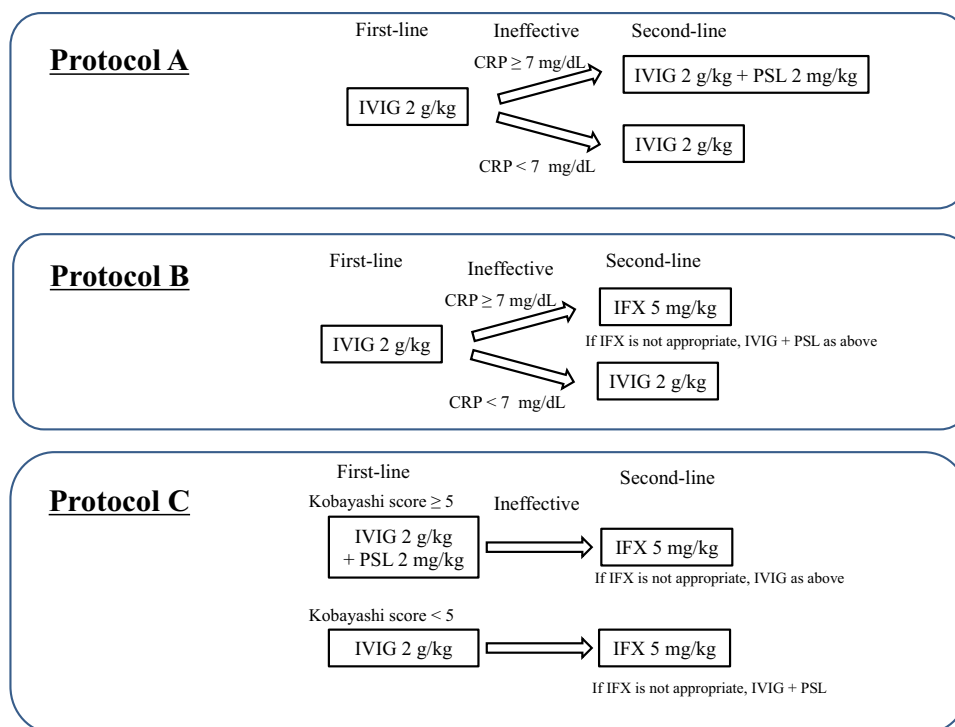 Protocol A
First-line
Ineffective
Second-line
CRP ≥ 7 mg/dL
IVIG 2 g/kg + PSL 2 mg/kg
IVIG 2 g/kg
IVIG 2 g/kg
CRP < 7 mg/dL
Protocol B
First-line
Ineffective
Second-line
CRP ≥ 7 mg/dL
IFX 5 mg/kg
If IFX is not appropriate, IVIG + PSL as above
IVIG 2 g/kg
IVIG 2 g/kg
CRP < 7 mg/dL
Protocol C
First-line
Ineffective
Second-line
Kobayashi score ≥ 5
IVIG 2 g/kg
+ PSL 2 mg/kg
IFX 5 mg/kg
If IFX is not appropriate, IVIG as above
Kobayashi score < 5
IVIG 2 g/kg
IFX 5 mg/kg
If IFX is not appropriate, IVIG + PSL